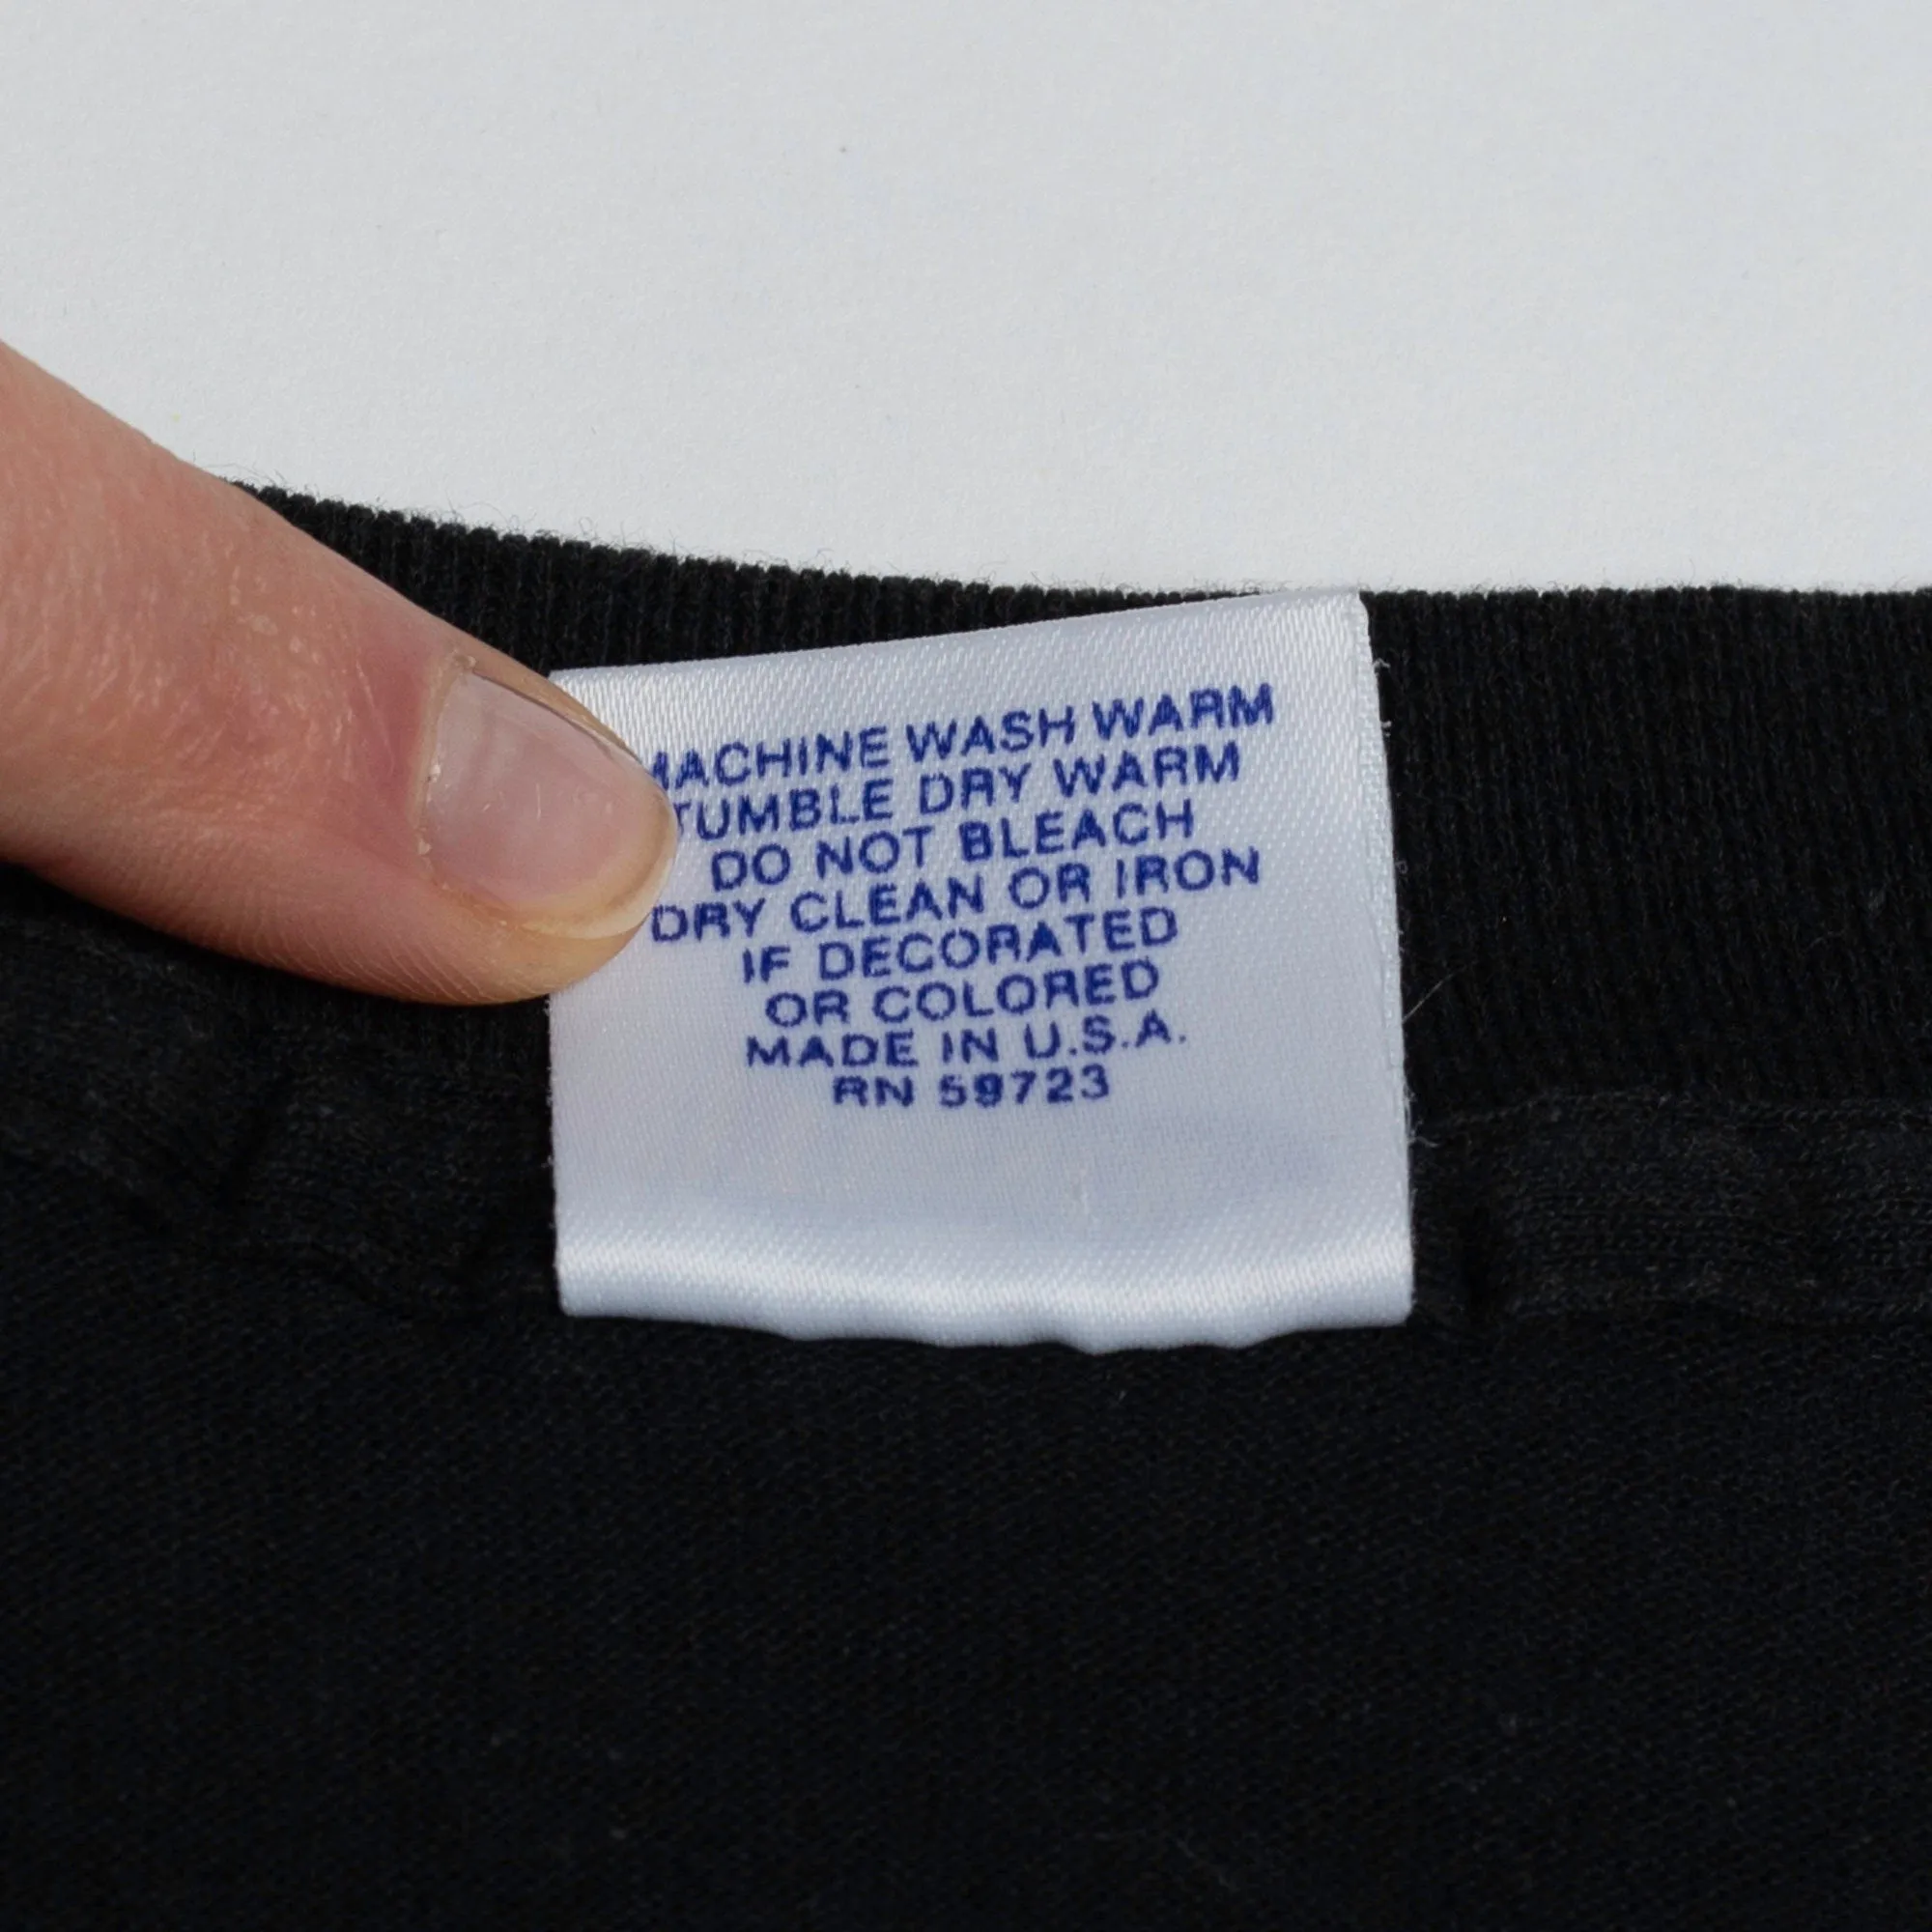 MACHINE WASH WARM
TUMBLE DRY WARM
DO NOT BLEACH
DRY CLEAN OR IRON
IF DECORATED
OR COLORED
MADE IN U.S.A.
RN 59723